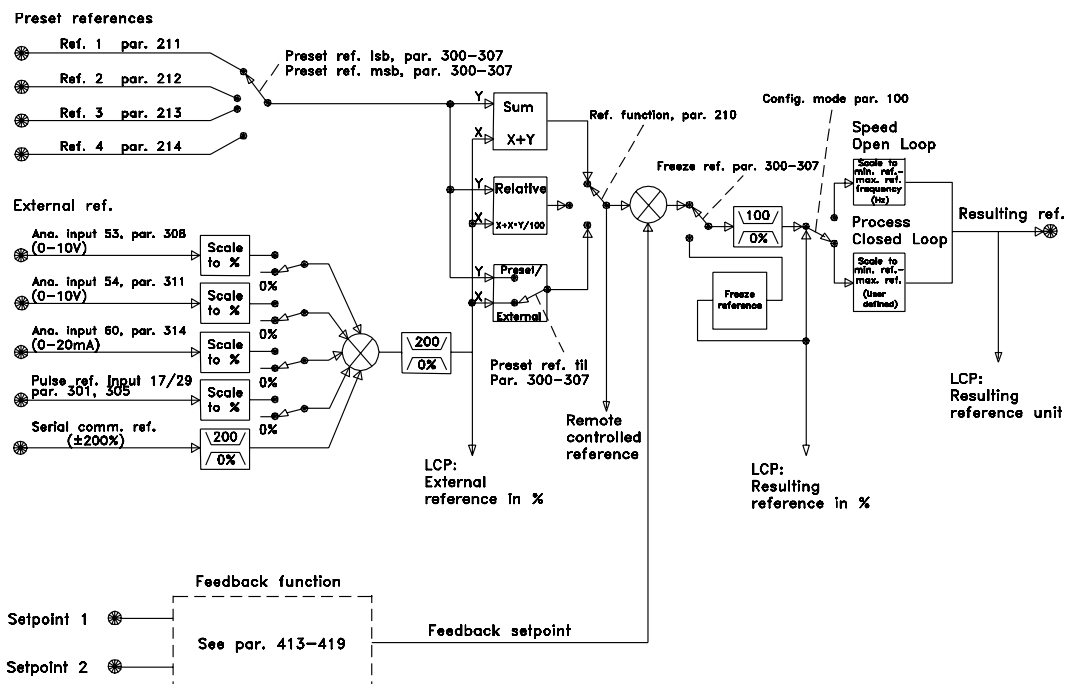 Preset references
Ref. 1 par. 211
Ref. 2 par. 212
Ref. 3 par. 213
Ref. 4 par. 214
Preset ref. lsb, par. 300-307
Preset ref. msb, par. 300-307
Y
Sum
X
X+Y
Y
Relative
X
X+X*Y/100
Y
Preset/
X
External
Ref. function, par. 210
Preset ref. til
Par. 300-307
Freeze ref. par. 300-307
Config. mode par. 100
Speed
Open Loop
Scale to
min. ref.-
max. ref.
frequency
(Hz)
Process
Closed Loop
Scale to
min. ref.-
max. ref.
(User
defined)
Resulting ref.
100
0%
Freeze
reference
External ref.
Ana. input 53, par. 308
(0-10V)
Scale
to %
0%
Ana. input 54, par. 311
(0-10V)
Scale
to %
0%
Ana. input 60, par. 314
(0-20mA)
Scale
to %
0%
Pulse ref. input 17/29
par. 301, 305
Scale
to %
0%
Serial comm. ref.
(±200%)
200
0%
200
0%
LCP:
External
reference in %
Remote
controlled
reference
LCP:
Resulting
reference in %
LCP:
Resulting
reference unit
Feedback function
Setpoint 1
Setpoint 2
See par. 413-419
Feedback setpoint